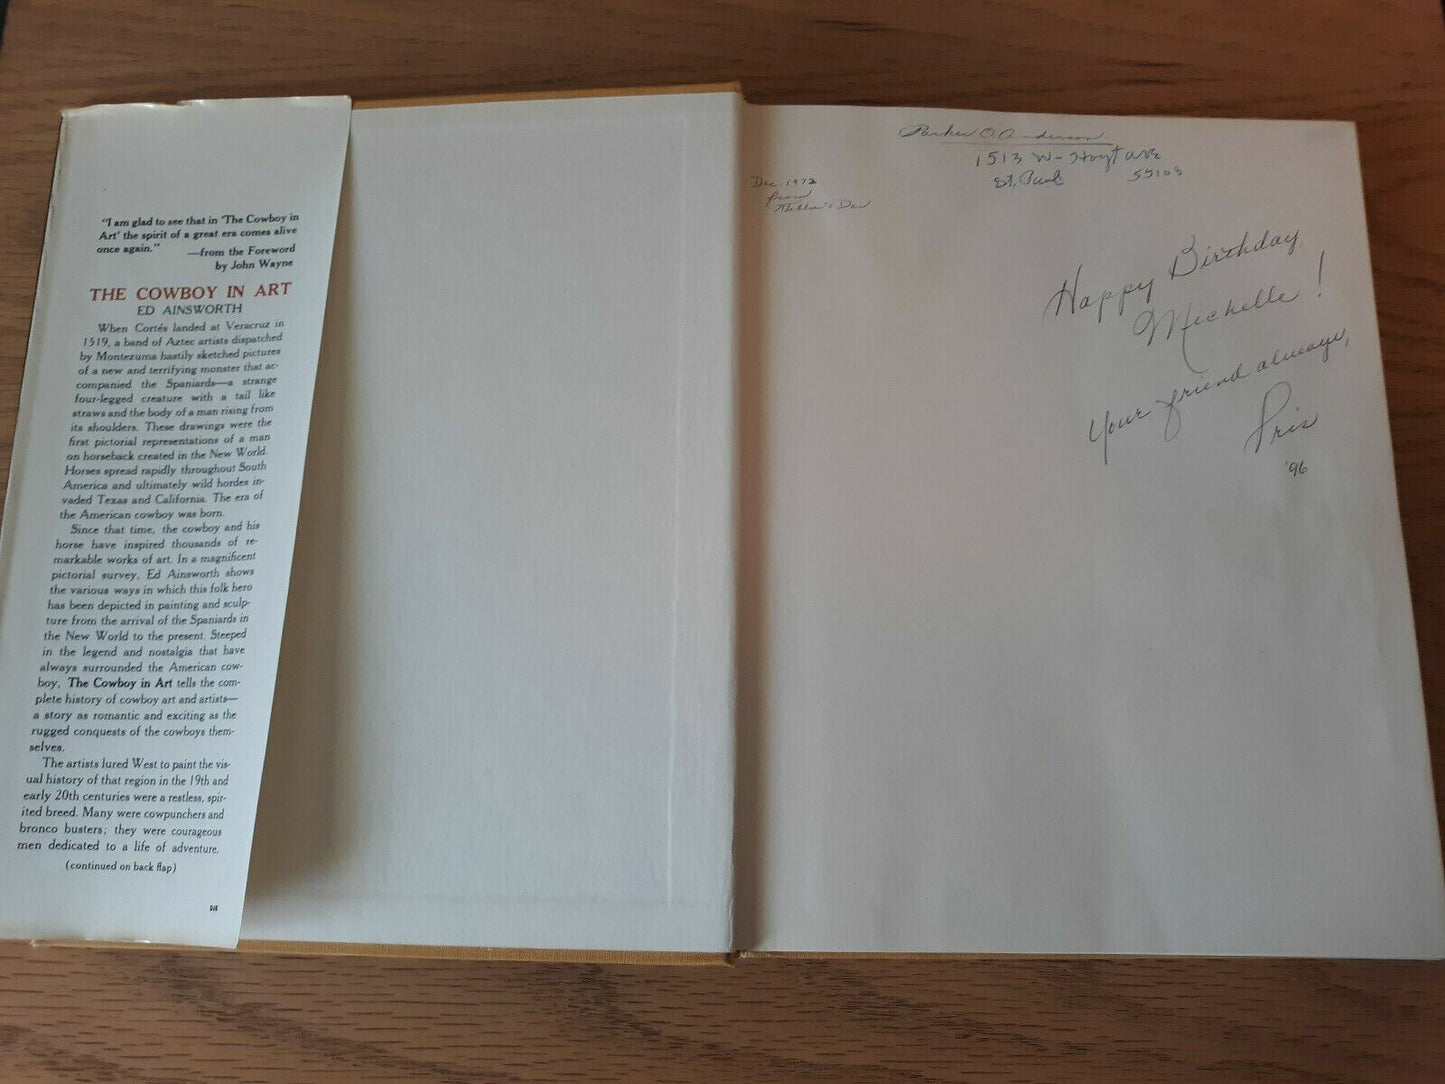 "I am glad to see that in 'The Cowboy in
Art' the spirit of a great era comes alive
once again."
—from the Foreword
by John Wayne
THE COWBOY IN ART
ED AINSWORTH
When Cortés landed at Veracruz in
1519, a band of Aztec artists dispatched
by Montezuma hastily sketched pictures
of a new and terrifying monster that ac-
companied the Spaniards—a strange
four-legged creature with a tail like
straws and the body of a man rising from
its shoulders. These drawings were the
first pictorial representations of a man
on horseback created in the New World.
Horses spread rapidly throughout South
America and ultimately wild hordes in-
vaded Texas and California. The era of
the American cowboy was born.
Since that time, the cowboy and his
horse have inspired thousands of re-
markable works of art. In a magnificent
pictorial survey, Ed Ainsworth shows
the various ways in which this folk hero
has been depicted in painting and sculp-
ture from the arrival of the Spaniards in
the New World to the present. Steeped
in the legend and nostalgia that have
always surrounded the American cow-
boy, The Cowboy in Art tells the com-
plete history of cowboy art and artists—
a story as romantic and exciting as the
rugged conquests of the cowboys them-
selves.
The artists lured West to paint the vis-
ual history of that region in the 19th and
early 20th centuries were a restless, spir-
ited breed. Many were cowpunchers and
bronco busters; they were courageous
men dedicated to a life of adventure.
(continued on back flap)
Parker O. Anderson
1513 W- Hoyt Ave
St. Paul 55108
Dec. 1972
from
Happy Birthday,
Michelle!
Your friend always,
Pris
'96